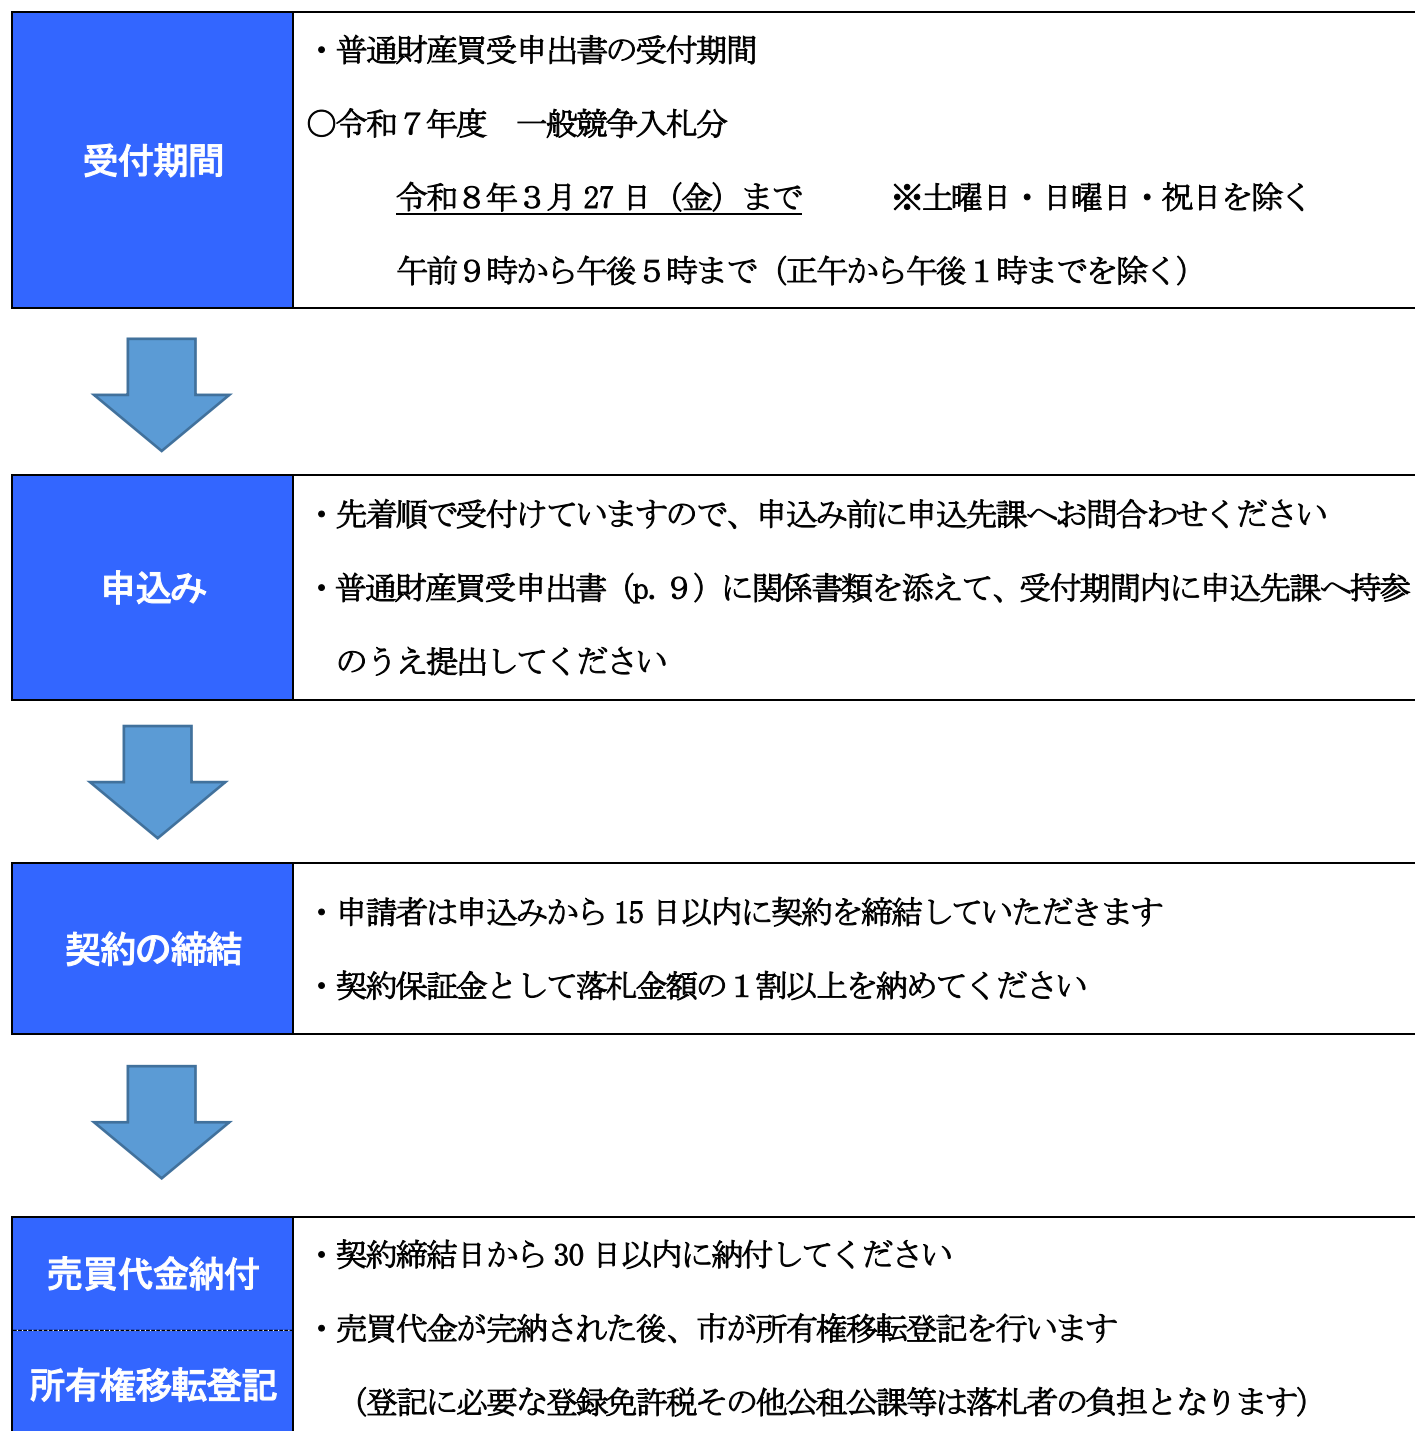 受付期間
・普通財産買受申出書の受付期間
〇令和７年度　一般競争入札分
令和８年３月 27 日（金）まで　　　※土曜日・日曜日・祝日を除く
午前９時から午後５時まで（正午から午後１時までを除く）
申込み
・先着順で受付けていますので、申込み前に申込先課へお問合わせください
・普通財産買受申出書（p. ９）に関係書類を添えて、受付期間内に申込先課へ持参
のうえ提出してください
契約の締結
・申請者は申込みから 15 日以内に契約を締結していただきます
・契約保証金として落札金額の１割以上を納めてください
売買代金納付
・契約締結日から 30 日以内に納付してください
・売買代金が完納された後、市が所有権移転登記を行います
所有権移転登記
（登記に必要な登録免許税その他公租公課等は落札者の負担となります）